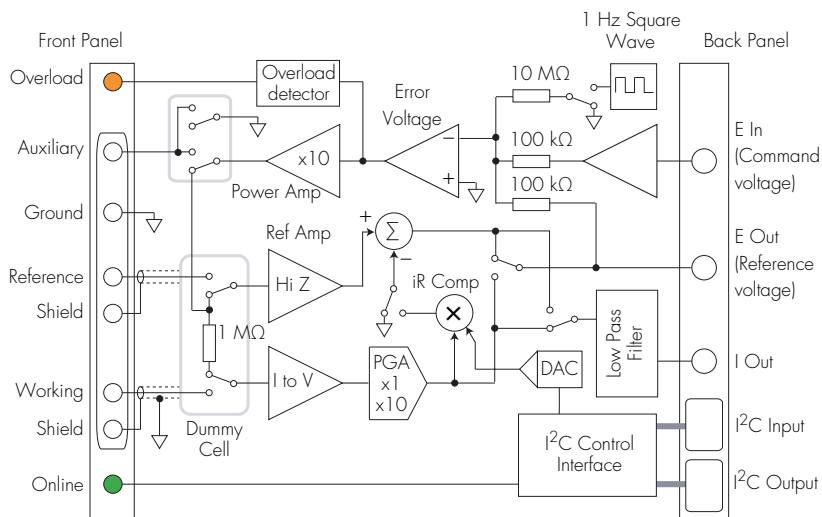 1 Hz Square
Wave
Front Panel
Back Panel
Overload
Overload
detector
Error
Voltage
10 MΩ
E In
(Command
voltage)
Auxiliary
x10
Power Amp
−
+
100 kΩ
100 kΩ
Ground
Ref Amp
+
Σ
−
E Out
(Reference
voltage)
Reference
Hi Z
iR Comp
×
Shield
1 MΩ
Low Pass
Filter
I Out
Working
I to V
PGA
x1
x10
DAC
Shield
Dummy
Cell
I2C Control
Interface
I2C Input
Online
I2C Output